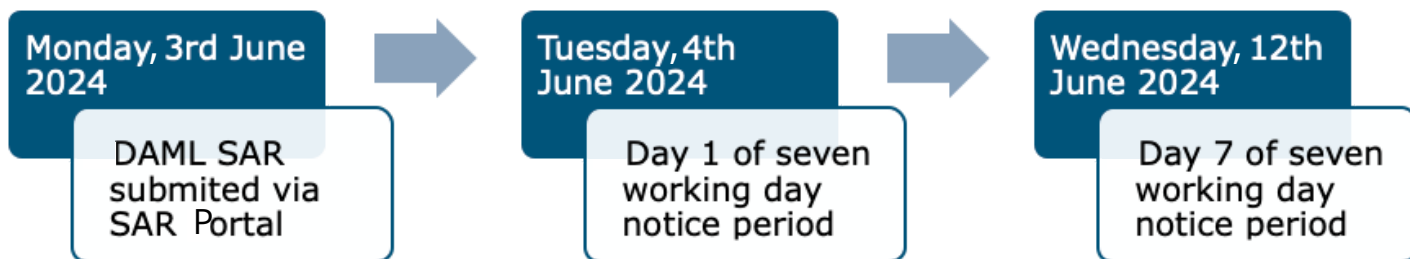 Monday, 3rd June
2024
DAML SAR
submited via
SAR Portal
Tuesday, 4th
June 2024
Day 1 of seven
working day
notice period
Wednesday, 12th
June 2024
Day 7 of seven
working day
notice period